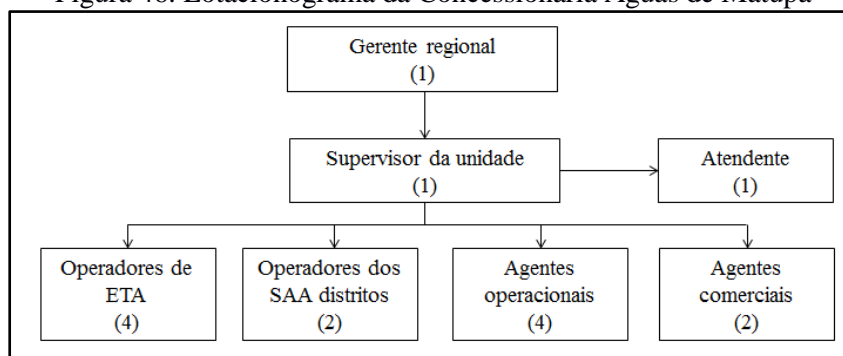 Figura 48. Lotacionograma da Concessionária Águas de Matupá
Gerente regional
(1)
Supervisor da unidade
(1)
Atendente
(1)
Operadores de
ETA
(4)
Operadores dos
SAA distritos
(2)
Agentes
operacionais
(4)
Agentes
comerciais
(2)